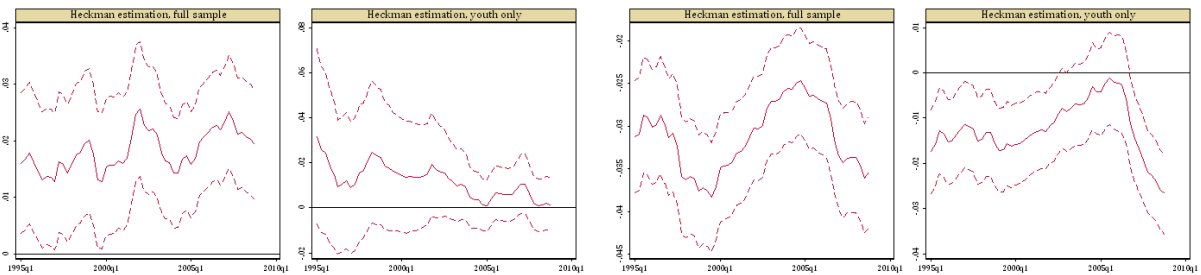 Heckman estimation, full sample
.04
.03
.02
.01
0
1995q1 2000q1 2005q1 2010q1
Heckman estimation, youth only
.08
.06
.04
.02
0
-.02
1995q1 2000q1 2005q1 2010q1
Heckman estimation, full sample
-.02
-.025
-.03
-.035
-.04
-.045
1995q1 2000q1 2005q1 2010q1
Heckman estimation, youth only
.01
0
-.01
-.02
-.03
-.04
1995q1 2000q1 2005q1 2010q1